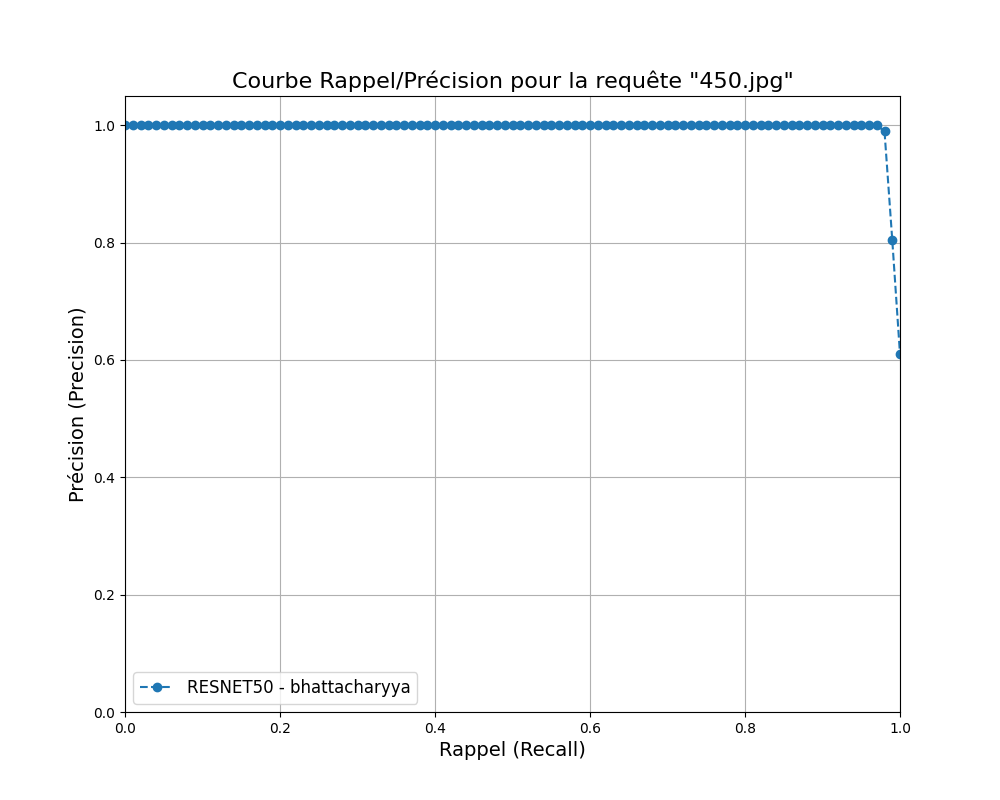 Courbe Rappel/Précision pour la requête "450.jpg"
Précision (Precision)
1.0
0.8
0.6
0.4
0.2
0.0
RESNET50 - bhattacharyya
0.0 0.2 0.4 0.6 0.8 1.0
Rappel (Recall)